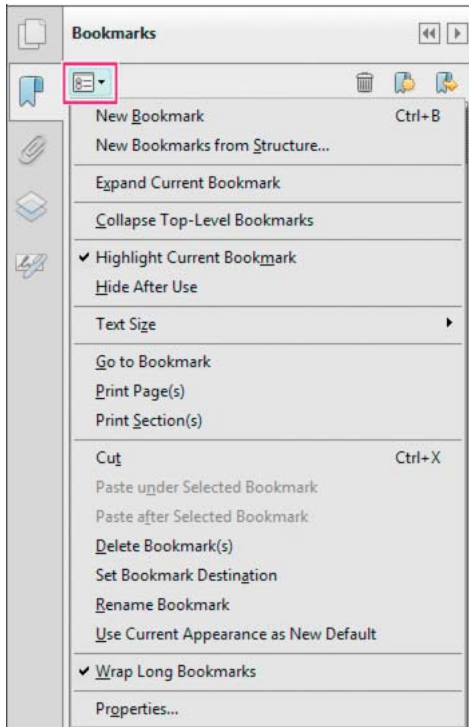 Bookmarks
New Bookmark Ctrl+B
New Bookmarks from Structure...
Expand Current Bookmark
Collapse Top-Level Bookmarks
Highlight Current Bookmark
Hide After Use
Text Size
Go to Bookmark
Print Page(s)
Print Section(s)
Cut Ctrl+X
Paste under Selected Bookmark
Paste after Selected Bookmark
Delete Bookmark(s)
Set Bookmark Destination
Rename Bookmark
Use Current Appearance as New Default
Wrap Long Bookmarks
Properties...